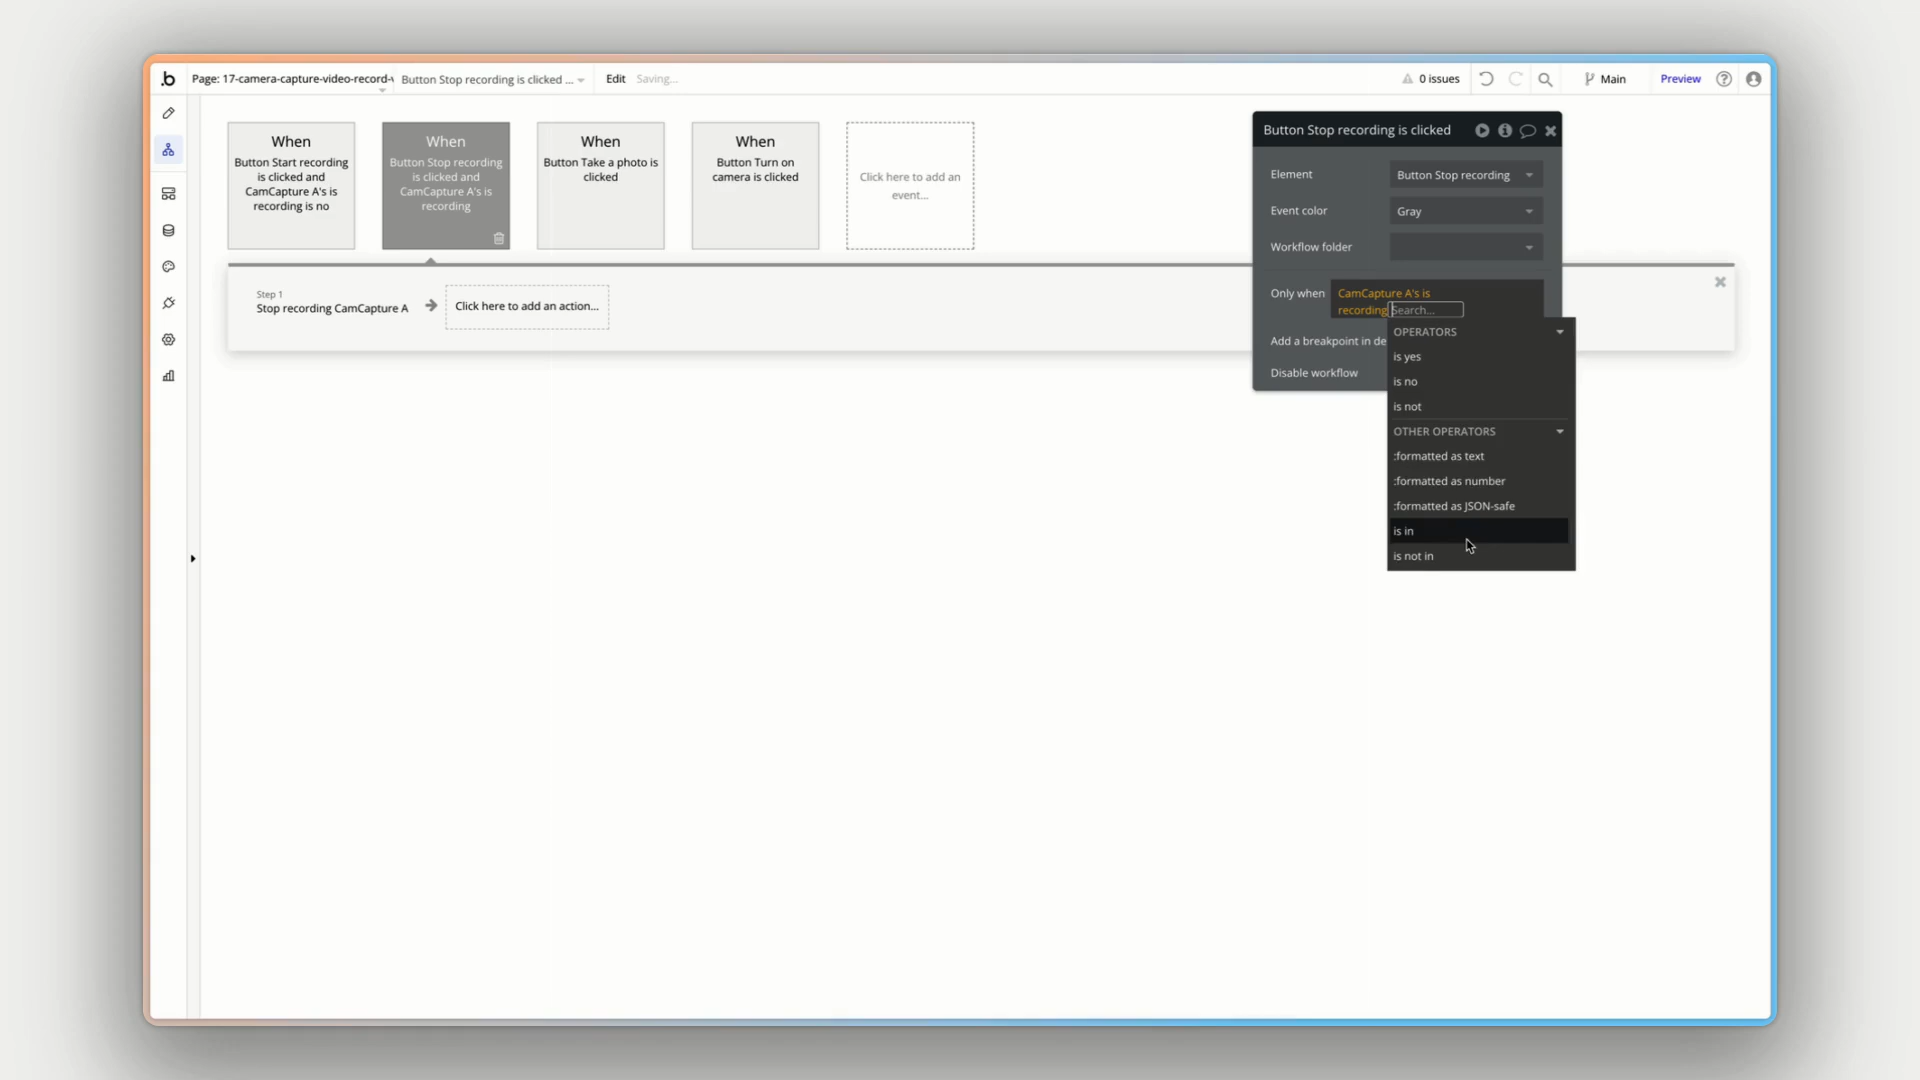 .b
Page: 17-camera-capture-video-record-v
Button Stop recording is clicked ...
Edit
Saving...
0 issues
Main
Preview
When
Button Start recording
is clicked and
CamCapture A's is
recording is no
When
Button Stop recording
is clicked and
CamCapture A's is
recording
When
Button Take a photo is
clicked
When
Button Turn on
camera is clicked
Click here to add an
event...
Step 1
Stop recording CamCapture A
Click here to add an action...
Button Stop recording is clicked
Element
Button Stop recording
Event color
Gray
Workflow folder
Only when
CamCapture A's is
recording
Search...
Add a breakpoint in de
Disable workflow
OPERATORS
is yes
is no
is not
OTHER OPERATORS
:formatted as text
:formatted as number
:formatted as JSON-safe
is in
is not in